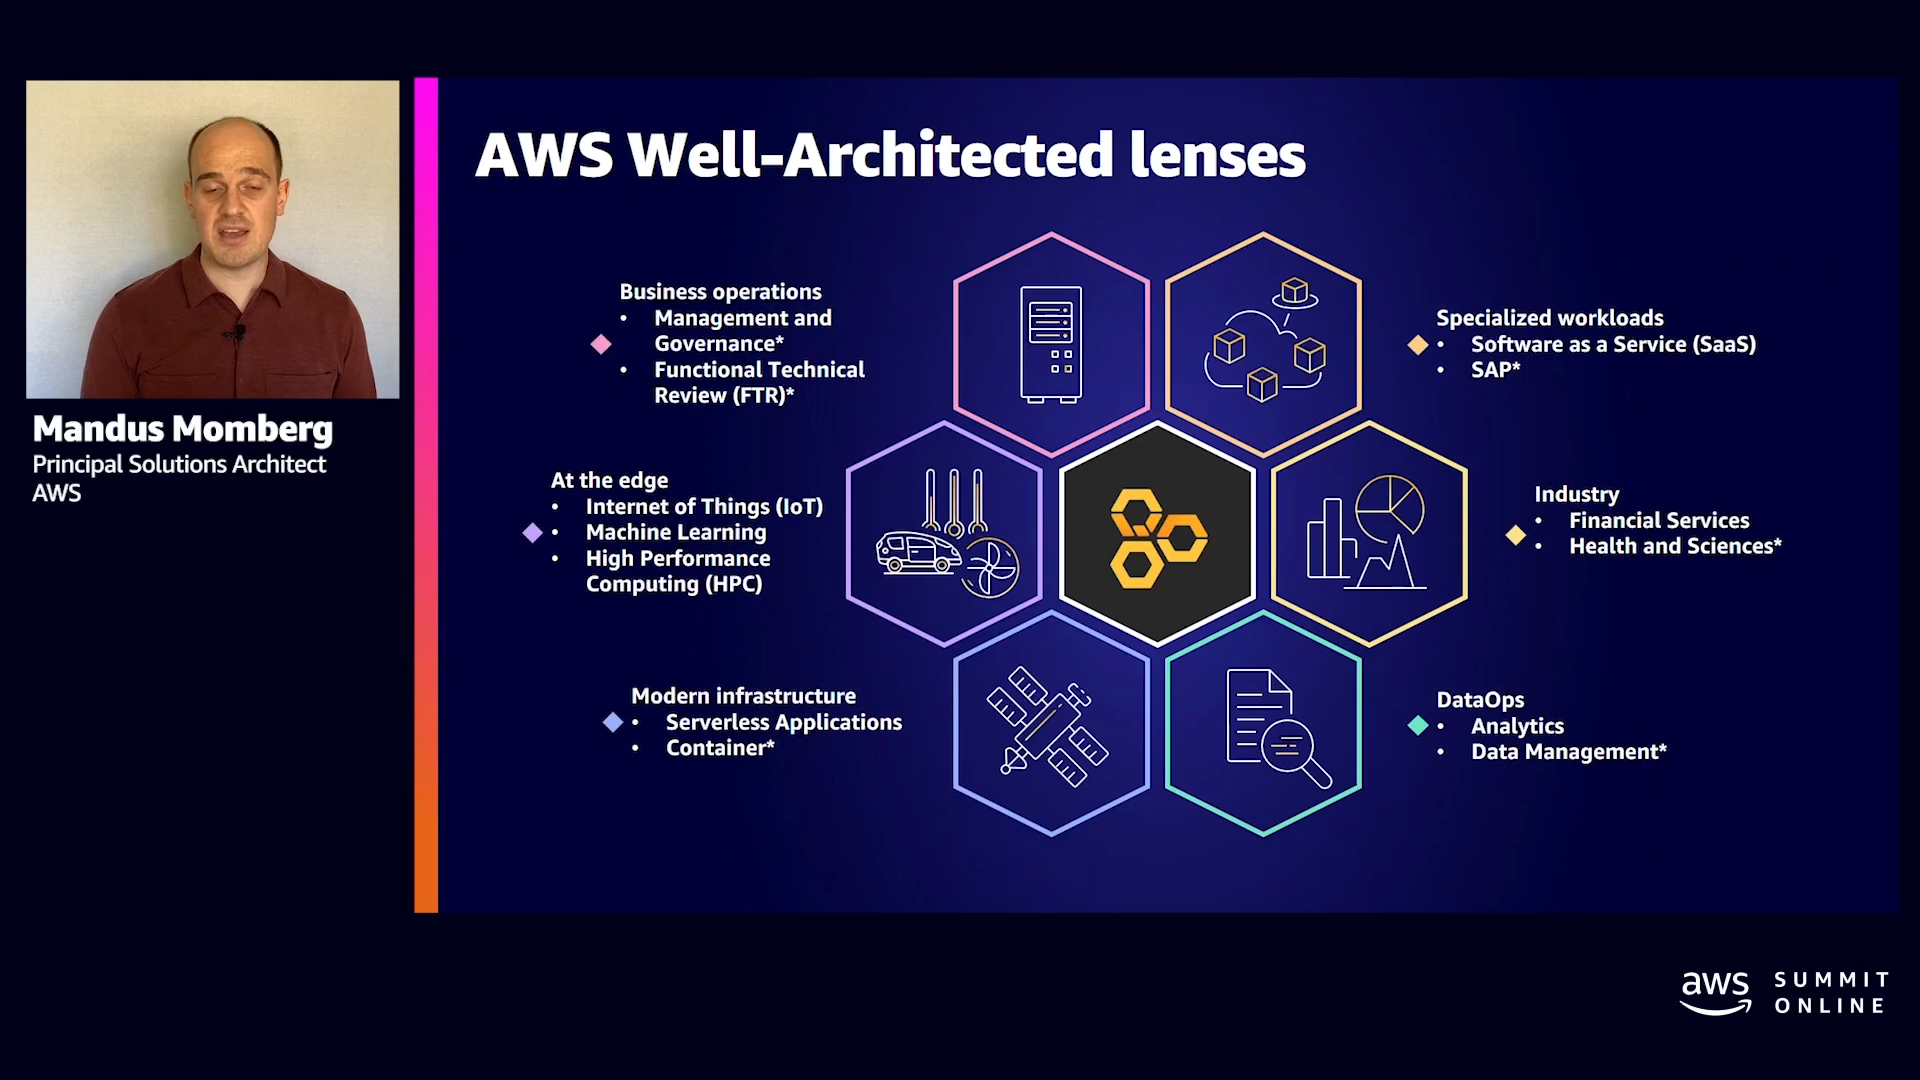 AWS Well-Architected lenses
Mandus Momberg
Principal Solutions Architect
AWS
Business operations
• Management and
Governance*
• Functional Technical
Review (FTR)*
At the edge
• Internet of Things (IoT)
• Machine Learning
• High Performance
Computing (HPC)
Modern infrastructure
• Serverless Applications
• Container*
Specialized workloads
• Software as a Service (SaaS)
• SAP*
Industry
• Financial Services
• Health and Sciences*
DataOps
• Analytics
• Data Management*
aws SUMMIT
ONLINE